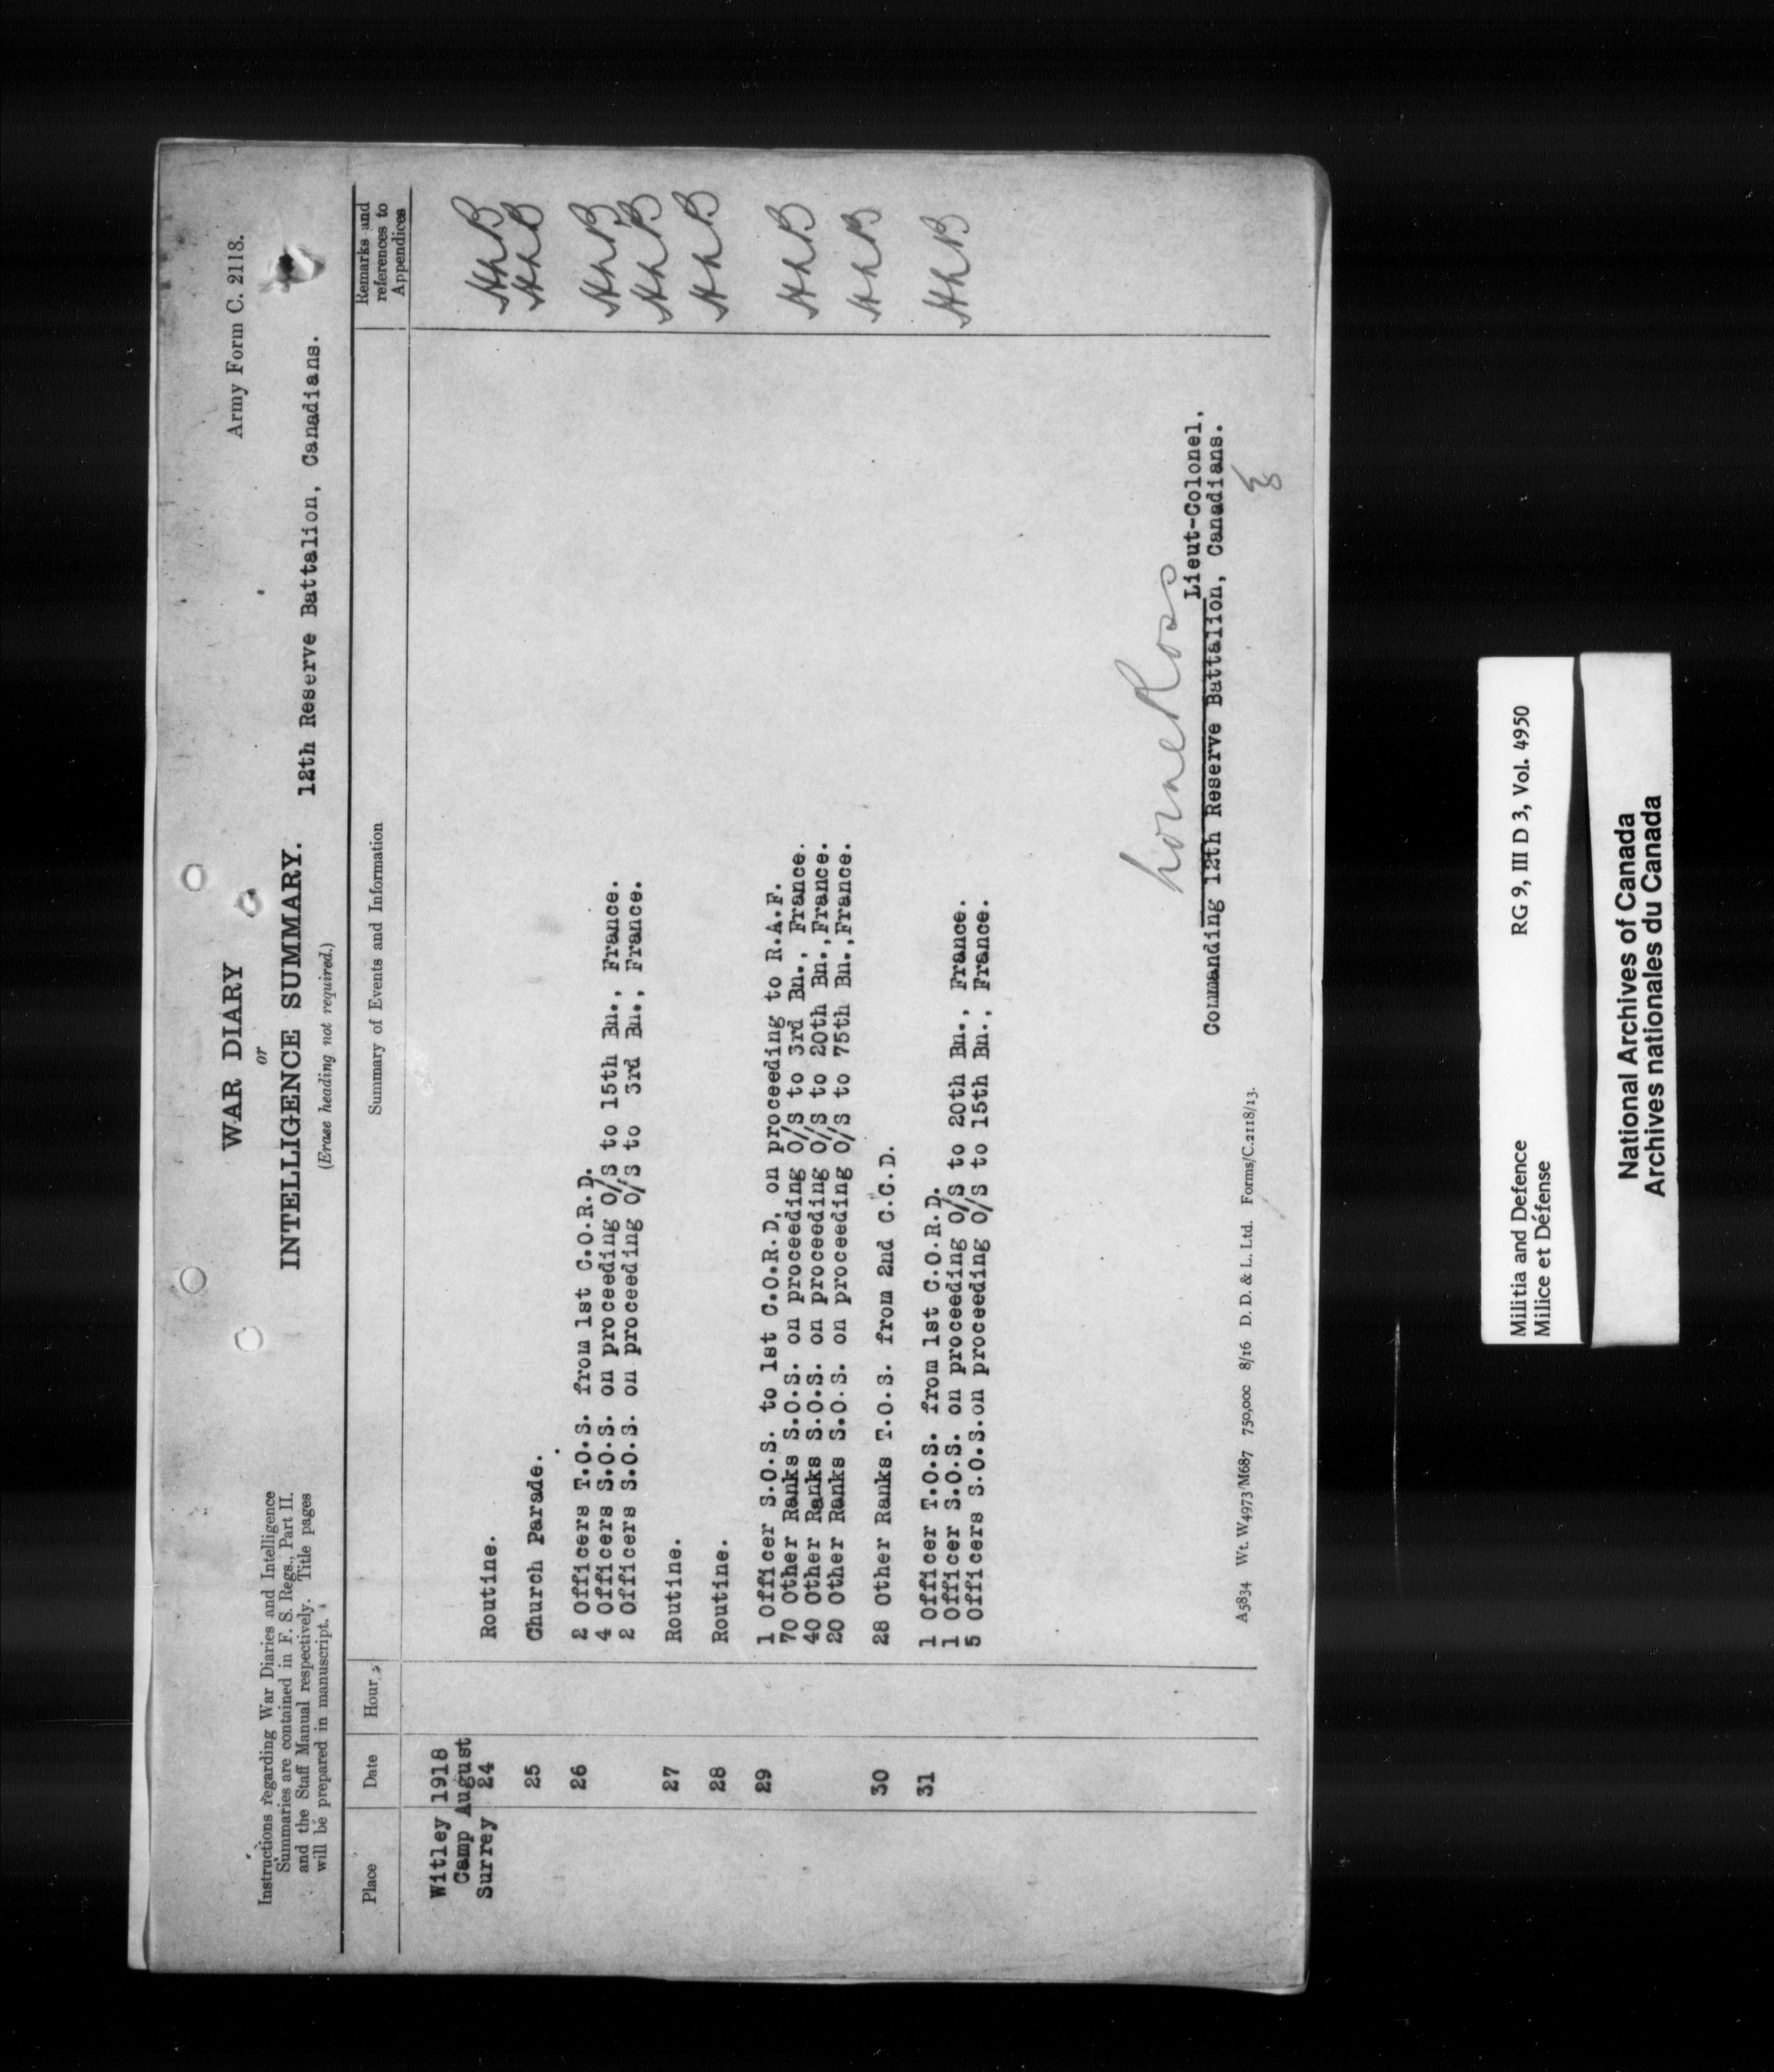 Army Form C. 2118.
WAR DIARY
or
INTELLIGENCE SUMMARY.
(Erase heading not required.)
12th Reserve Battalion, Canadians.
Instructions regarding War Diaries and Intelligence
Summaries are contained in F. S. Regs., Part II.
and the Staff Manual respectively. Title pages
will be prepared in manuscript.
Place Date Hour Summary of Events and Information Remarks and references to Appendices
Witley 1918
Camp August
Surrey 24 Routine. HhB
25 Church Parade. HhB
26 2 Officers T.O.S. from 1st C.O.R.D. HhB
4 Officers S.O.S. on proceeding O/S to 15th Bn., France.
2 Officers S.O.S. on proceeding O/S to 3rd Bn., France.
27 Routine. HhB
28 Routine. HhB
29 1 Officer S.O.S. to 1st C.O.R.D, on proceeding to R.A.F. HhB
70 Other Ranks S.O.S. on proceeding O/S to 3rd Bn., France.
40 Other Ranks S.O.S. on proceeding O/S to 20th Bn.,France.
20 Other Ranks S.O.S. on proceeding O/S to 75th Bn.,France.
30 28 Other Ranks T.O.S. from 2nd C.C.D. HhB
31 1 Officer T.O.S. from 1st C.O.R.D. HhB
1 Officer S.O.S. on proceeding O/S to 20th Bn., France.
5 Officers S.O.S.on proceeding O/S to 15th Bn., France.
Lorne Ross
Lieut-Colonel.
Commanding 12th Reserve Battalion, Canadians.
A5834 Wt. W4973/M687 750,000 8/16 D. D. & L. Ltd. Forms/C.2118/13.
Militia and Defence RG 9, III D 3, Vol. 4950
Milice et Défense
National Archives of Canada
Archives nationales du Canada